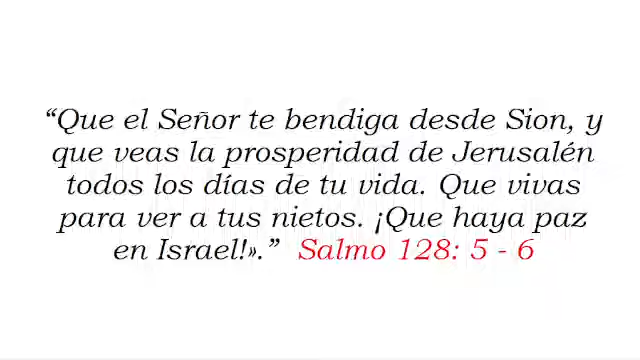 “Que el Señor te bendiga desde Sion, y
que veas la prosperidad de Jerusalén
todos los días de tu vida. Que vivas
para ver a tus nietos. ¡Que haya paz
en Israel!».” Salmo 128: 5 - 6